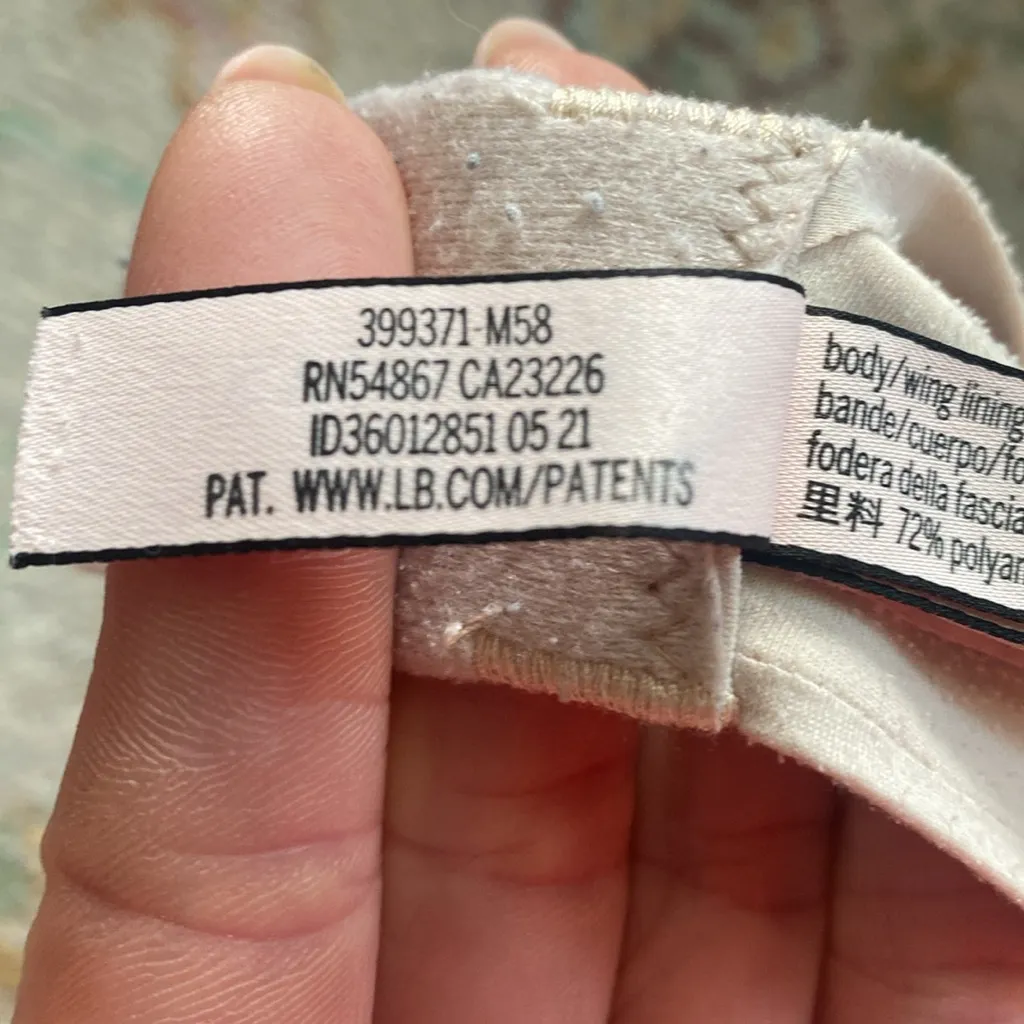 399371-M58
RN54867 CA23226
ID36012851 05 21
PAT. WWW.LB.COM/PATENTS
body/wing lining
bande/cuerpo/fo
fodera della fascia
里料 72% polyam